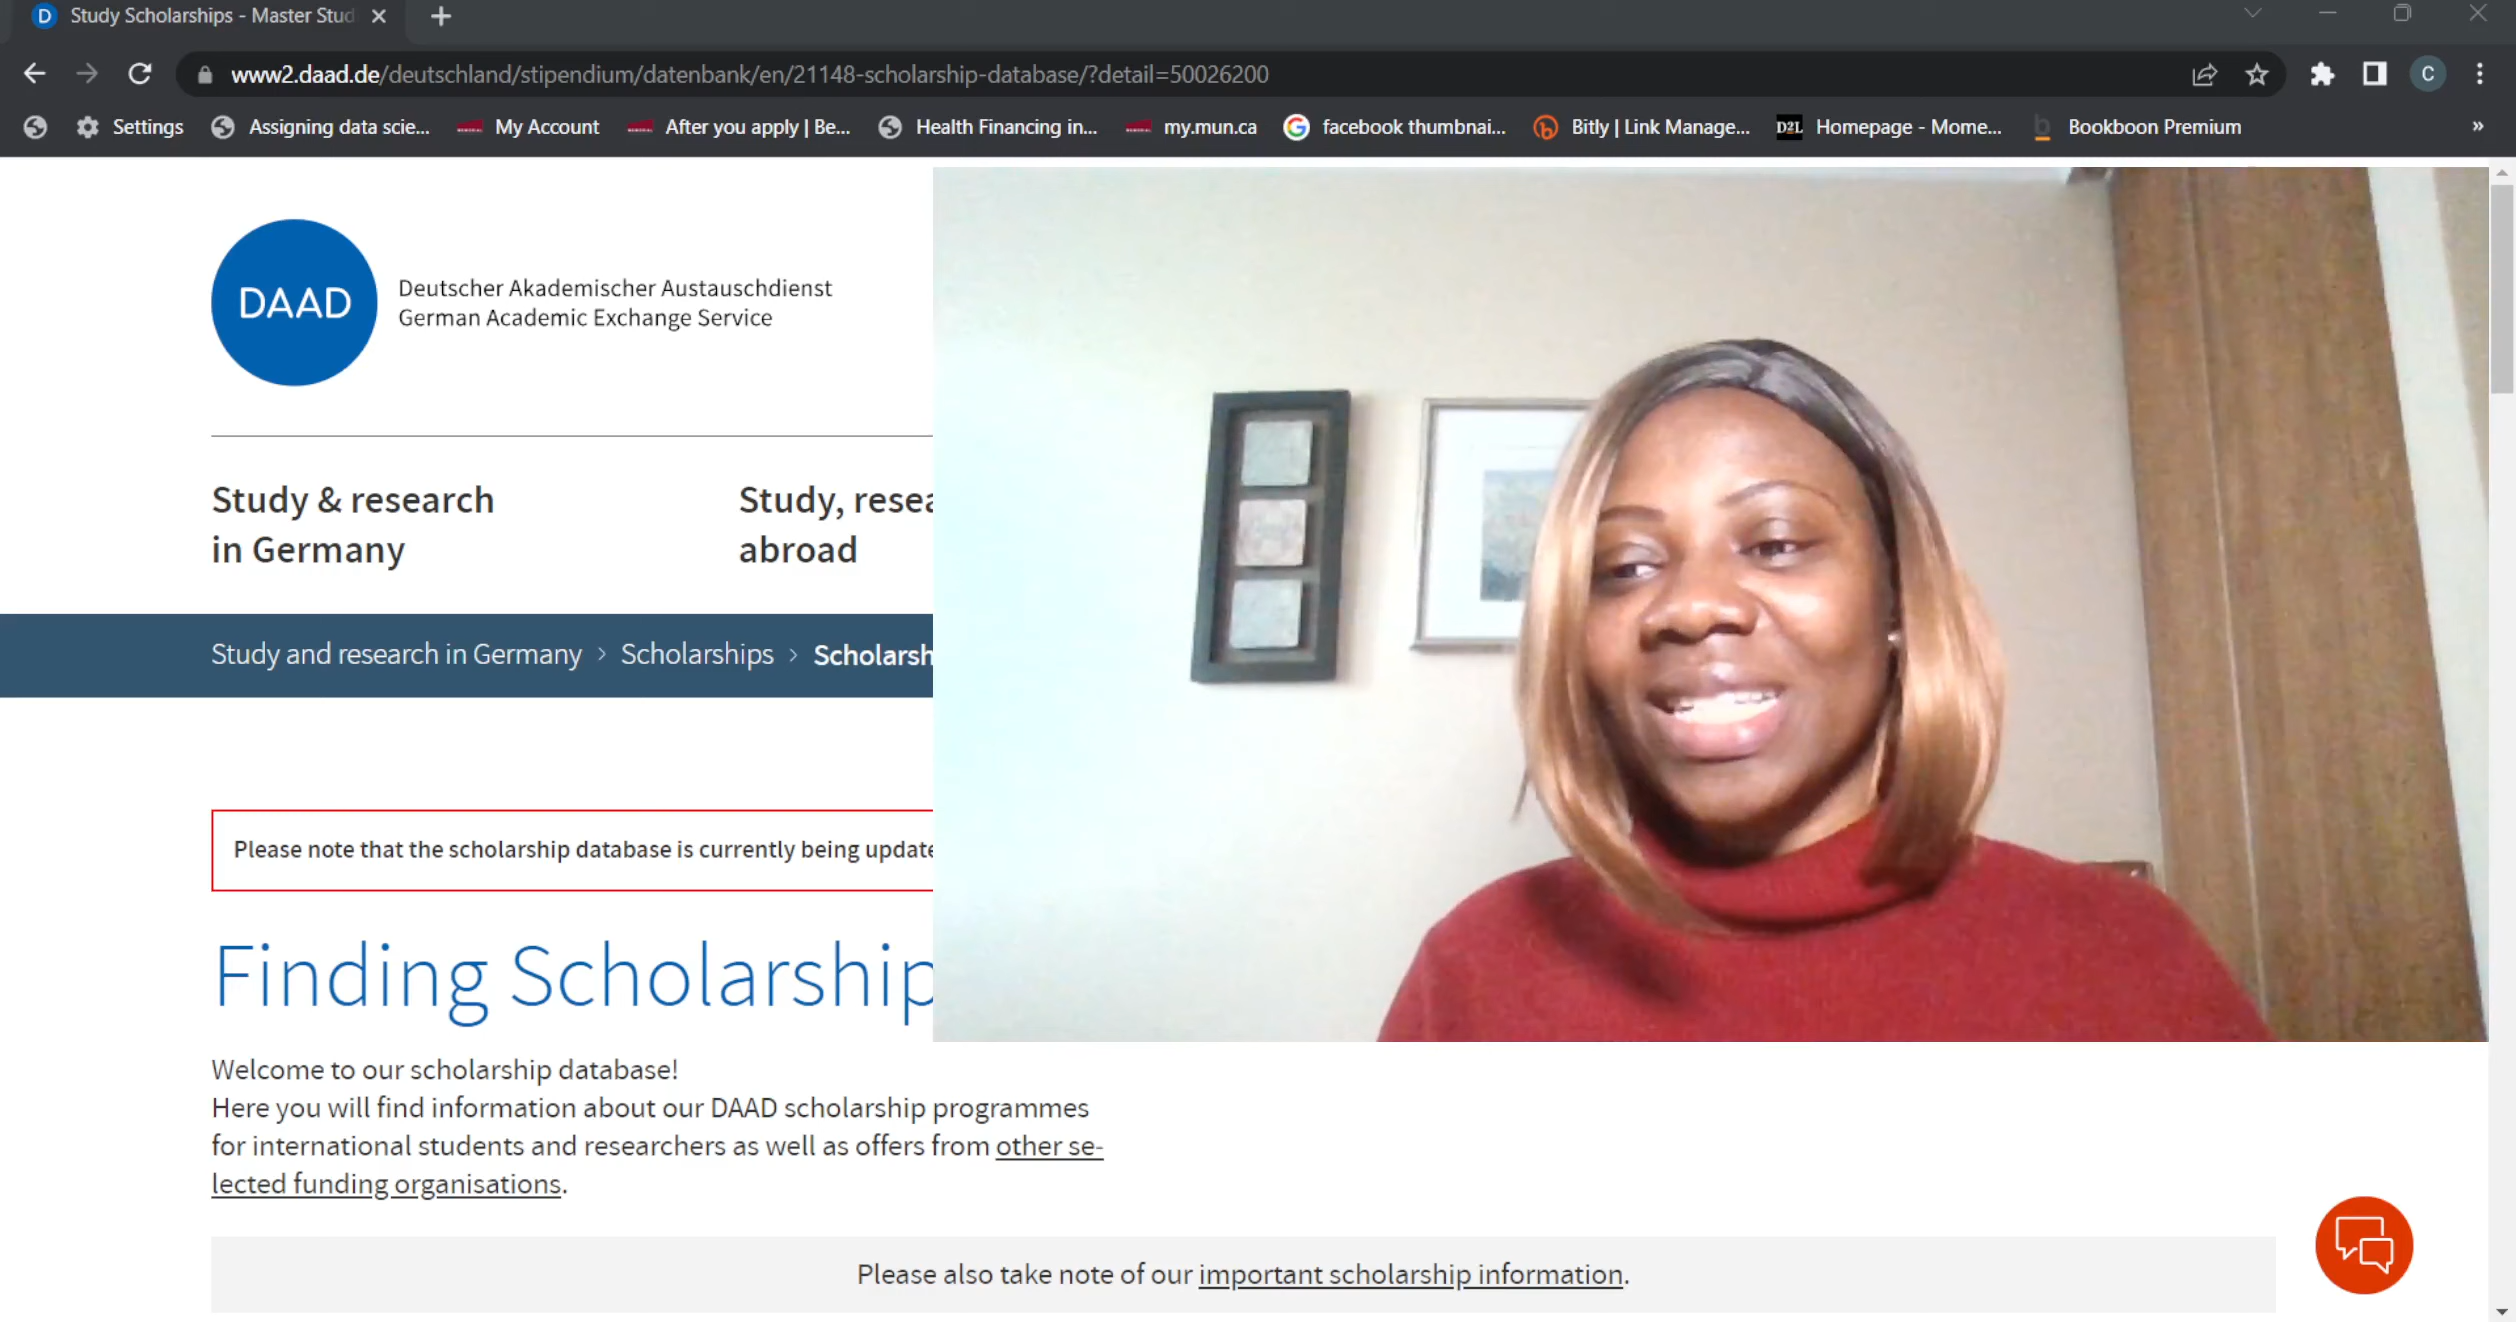 D Study Scholarships - Master Stud
www2.daad.de/deutschland/stipendium/datenbank/en/21148-scholarship-database/?detail=50026200
C
Settings
Assigning data scie...
My Account
After you apply | Be...
Health Financing in...
my.mun.ca
G facebook thumbnai...
b Bitly | Link Manage...
D2L Homepage - Mome...
b Bookboon Premium
»
DAAD
Deutscher Akademischer Austauschdienst
German Academic Exchange Service
Study & research
in Germany
Study, resea
abroad
Study and research in Germany > Scholarships > Scholarsh
Please note that the scholarship database is currently being update
Finding Scholarship
Welcome to our scholarship database!
Here you will find information about our DAAD scholarship programmes
for international students and researchers as well as offers from other se-
lected funding organisations.
Please also take note of our important scholarship information.